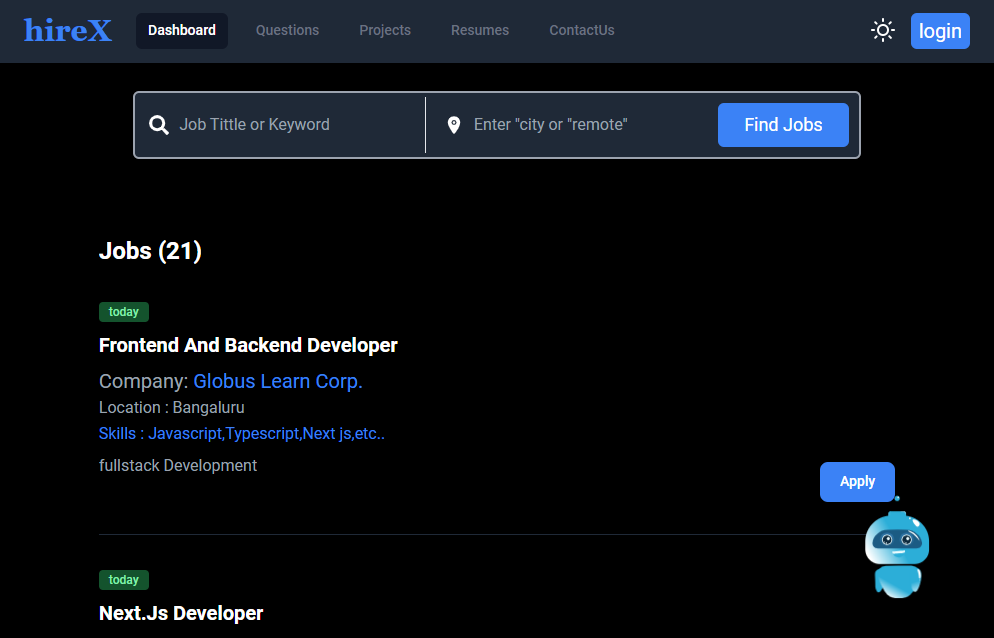 hireX Dashboard Questions Projects Resumes ContactUs login
Job Tittle or Keyword Enter "city or "remote" Find Jobs
Jobs (21)
today
Frontend And Backend Developer
Company: Globus Learn Corp.
Location : Bangaluru
Skills : Javascript,Typescript,Next js,etc..
fullstack Development
Apply
today
Next.Js Developer